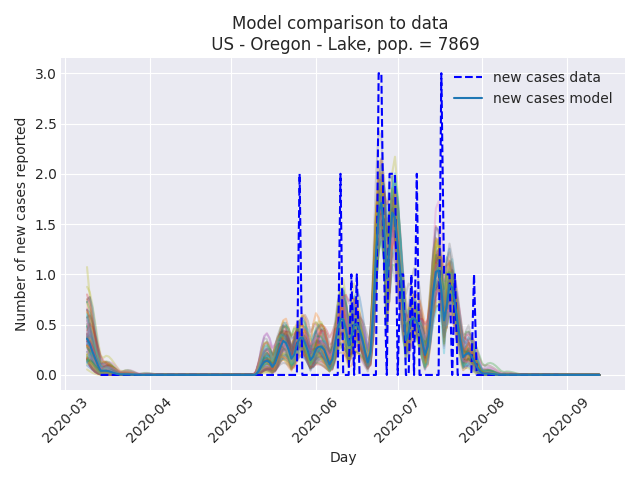 Model comparison to data
US - Oregon - Lake, pop. = 7869
new cases data
new cases model
Number of new cases reported
3.0
2.5
2.0
1.5
1.0
0.5
0.0
2020-03
2020-04
2020-05
2020-06
2020-07
2020-08
2020-09
Day